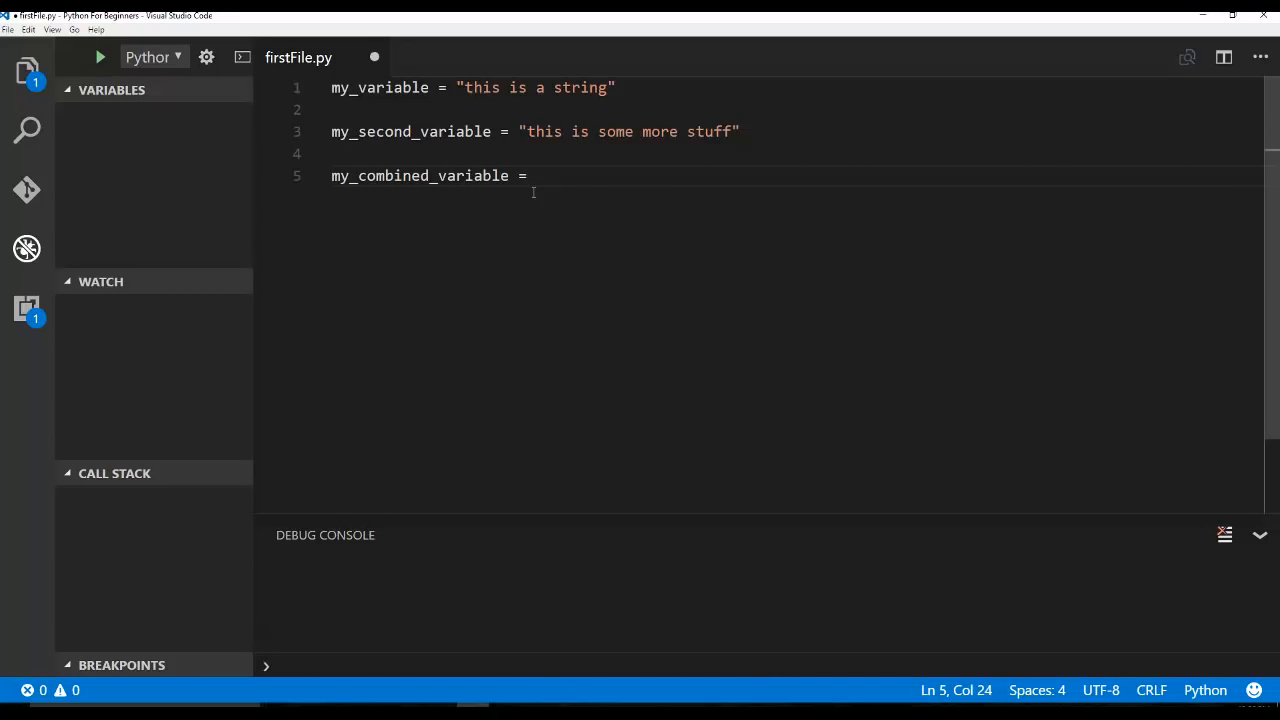 firstFile.py - Python For Beginners - Visual Studio Code
File Edit View Go Help
Python
firstFile.py
1
VARIABLES
1 my_variable = "this is a string"
2
3 my_second_variable = "this is some more stuff"
4
5 my_combined_variable =
WATCH
1
CALL STACK
DEBUG CONSOLE
BREAKPOINTS
0 0
Ln 5, Col 24 Spaces: 4 UTF-8 CRLF Python